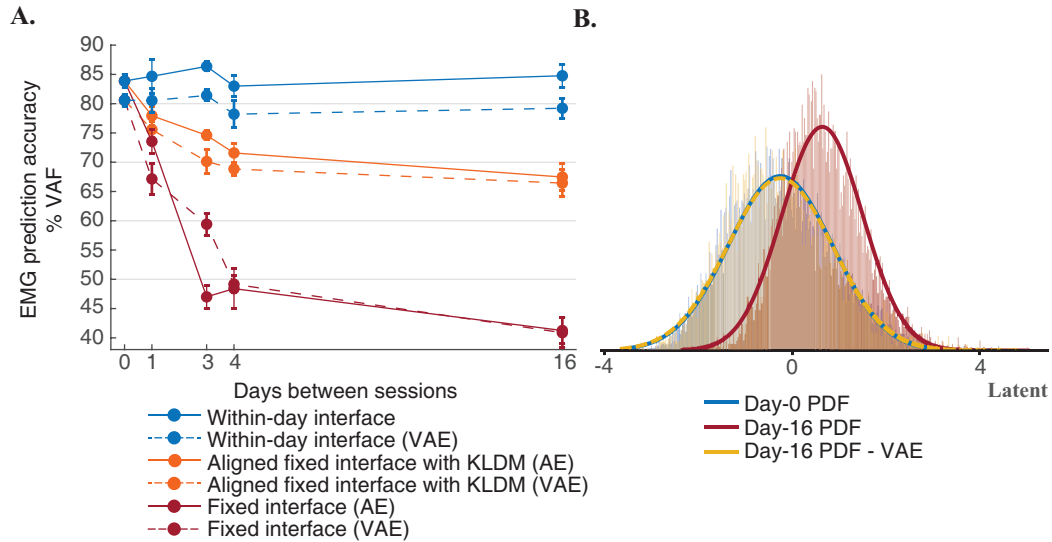 A.
EMG prediction accuracy
% VAF
90
85
80
75
70
65
60
55
50
45
40
0 1 3 4 16
Days between sessions
Within-day interface
Within-day interface (VAE)
Aligned fixed interface with KLDM (AE)
Aligned fixed interface with KLDM (VAE)
Fixed interface (AE)
Fixed interface (VAE)
B.
-4 0 4
Latent
Day-0 PDF
Day-16 PDF
Day-16 PDF - VAE